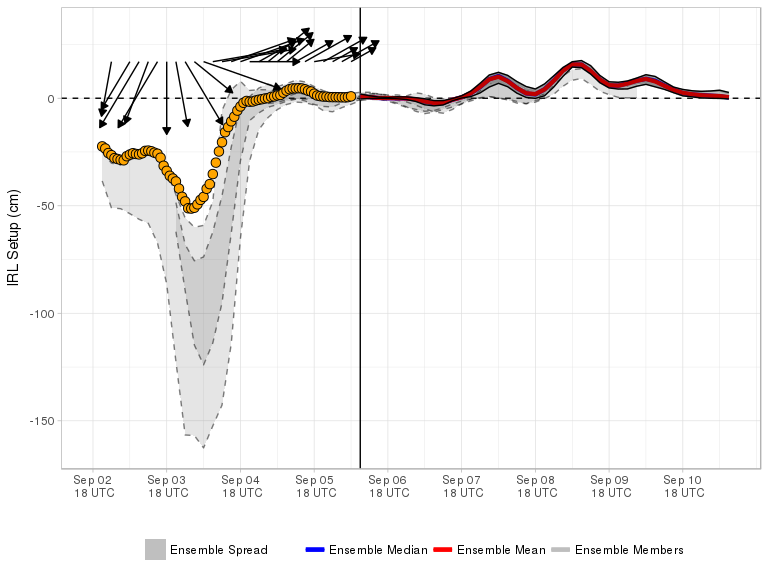 IRL Setup (cm)
0
-50
-100
-150
Sep 02 Sep 03 Sep 04 Sep 05 Sep 06 Sep 07 Sep 08 Sep 09 Sep 10
18 UTC 18 UTC 18 UTC 18 UTC 18 UTC 18 UTC 18 UTC 18 UTC 18 UTC
Ensemble Spread Ensemble Median Ensemble Mean Ensemble Members